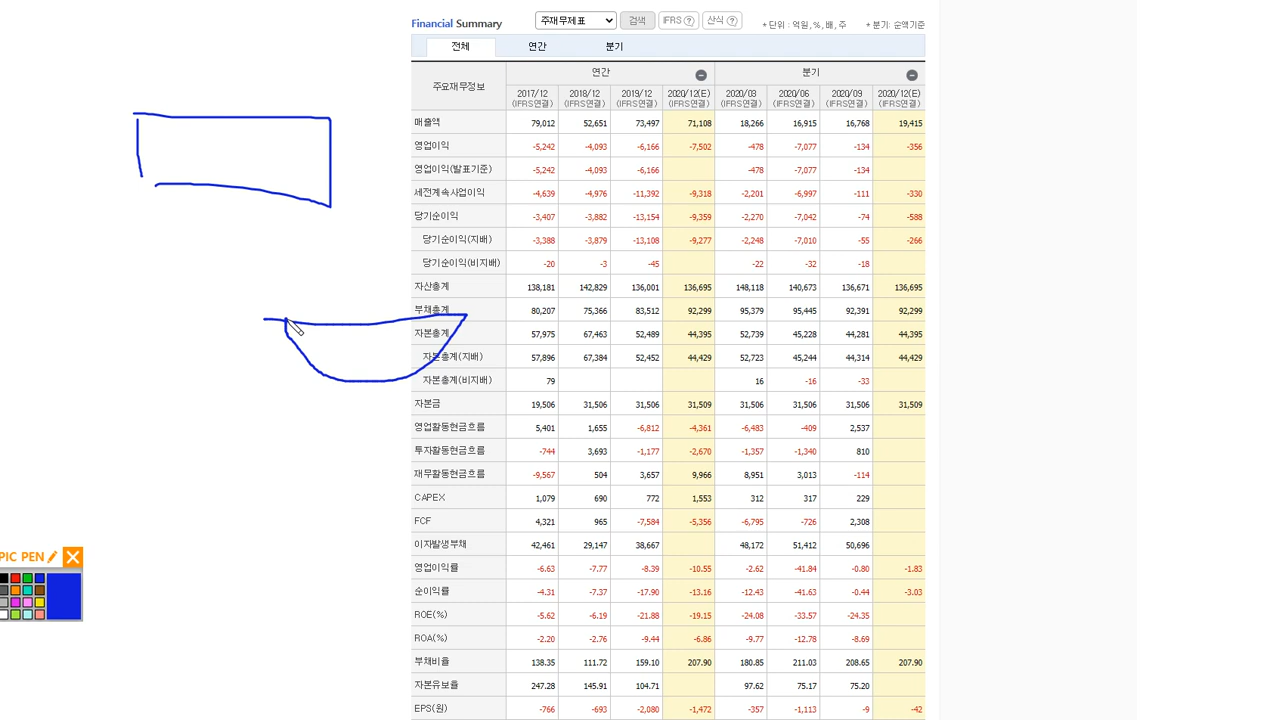 Financial Summary 주재무제표 검색 IFRS ? 산식 ? * 단위 : 억원, %, 배, 주 * 분기: 순액기준
전체 연간 분기
주요재무정보 연간 분기
2017/12 2018/12 2019/12 2020/12(E) 2020/03 2020/06 2020/09 2020/12(E)
(IFRS연결) (IFRS연결) (IFRS연결) (IFRS연결) (IFRS연결) (IFRS연결) (IFRS연결) (IFRS연결)
매출액 79,012 52,651 73,497 71,108 18,266 16,915 16,768 19,415
영업이익 -5,242 -4,093 -6,166 -7,502 -478 -7,077 -134 -356
영업이익(발표기준) -5,242 -4,093 -6,166 -478 -7,077 -134
세전계속사업이익 -4,639 -4,976 -11,392 -9,318 -2,201 -6,997 -111 -330
당기순이익 -3,407 -3,882 -13,154 -9,359 -2,270 -7,042 -74 -588
당기순이익(지배) -3,388 -3,879 -13,108 -9,277 -2,248 -7,010 -55 -266
당기순이익(비지배) -20 -3 -45 -22 -32 -18
자산총계 138,181 142,829 136,001 136,695 148,118 140,673 136,671 136,695
부채총계 80,207 75,366 83,512 92,299 95,379 95,445 92,391 92,299
자본총계 57,975 67,463 52,489 44,395 52,739 45,228 44,281 44,395
자본총계(지배) 57,896 67,384 52,452 44,429 52,723 45,244 44,314 44,429
자본총계(비지배) 79 16 -16 -33
자본금 19,506 31,506 31,506 31,509 31,506 31,506 31,506 31,509
영업활동현금흐름 5,401 1,655 -6,812 -4,361 -6,483 -409 2,537
투자활동현금흐름 -744 3,693 -1,177 -2,670 -1,357 -1,340 810
재무활동현금흐름 -9,567 504 3,657 9,966 8,951 3,013 -114
CAPEX 1,079 690 772 1,553 312 317 229
FCF 4,321 965 -7,584 -5,356 -6,795 -726 2,308
이자발생부채 42,461 29,147 38,667 48,172 51,412 50,696
영업이익률 -6.63 -7.77 -8.39 -10.55 -2.62 -41.84 -0.80 -1.83
순이익률 -4.31 -7.37 -17.90 -13.16 -12.43 -41.63 -0.44 -3.03
ROE(%) -5.62 -6.19 -21.88 -19.15 -24.08 -33.57 -24.35
ROA(%) -2.20 -2.76 -9.44 -6.86 -9.77 -12.78 -8.69
부채비율 138.35 111.72 159.10 207.90 180.85 211.03 208.65 207.90
자본유보율 247.28 145.91 104.71 97.62 75.17 75.20
EPS(원) -766 -693 -2,080 -1,472 -357 -1,113 -9 -42
PIC PEN